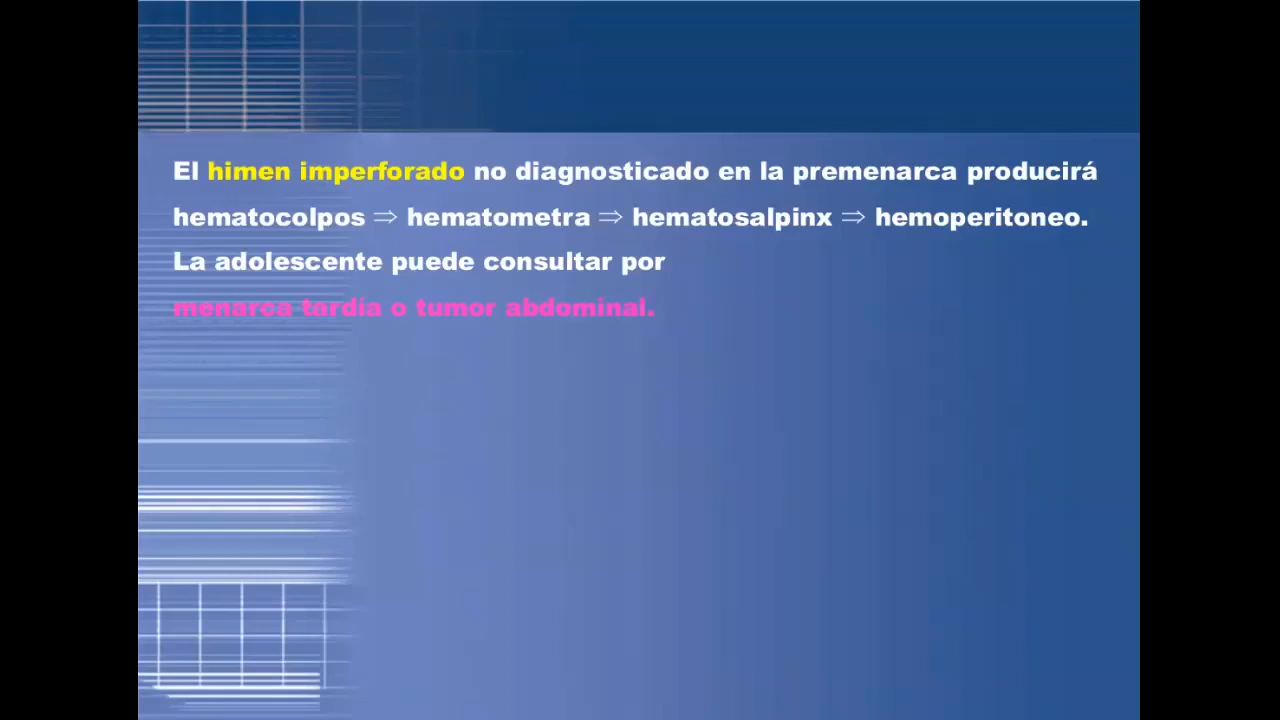 El himen imperforado no diagnosticado en la premenarca producirá
hematocolpos ⇒ hematometra ⇒ hematosalpinx ⇒ hemoperitoneo.
La adolescente puede consultar por
menarca tardía o tumor abdominal.